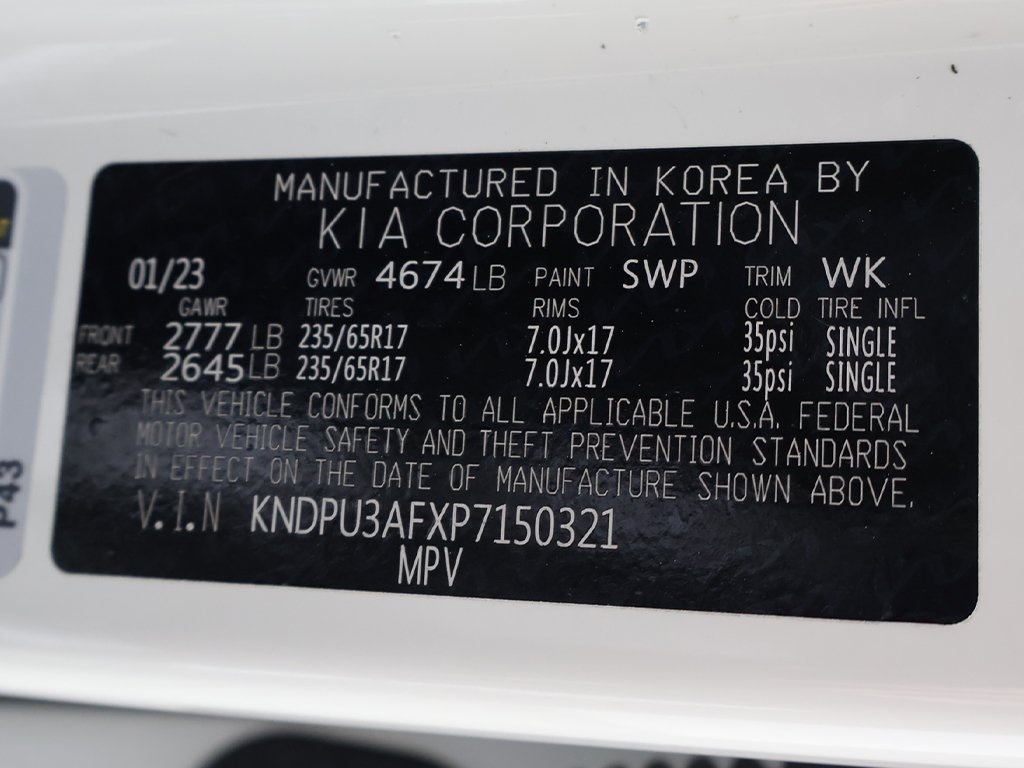 MANUFACTURED IN KOREA BY
KIA CORPORATION
01/23 GVWR 4674 LB PAINT SWP TRIM WK
GAWR TIRES RIMS COLD TIRE INFL
FRONT 2777 LB 235/65R17 7.0Jx17 35psi SINGLE
REAR 2645 LB 235/65R17 7.0Jx17 35psi SINGLE
THIS VEHICLE CONFORMS TO ALL APPLICABLE U.S.A. FEDERAL
MOTOR VEHICLE SAFETY AND THEFT PREVENTION STANDARDS
IN EFFECT ON THE DATE OF MANUFACTURE SHOWN ABOVE.
V.I.N KNDPU3AFXP7150321
MPV
P43